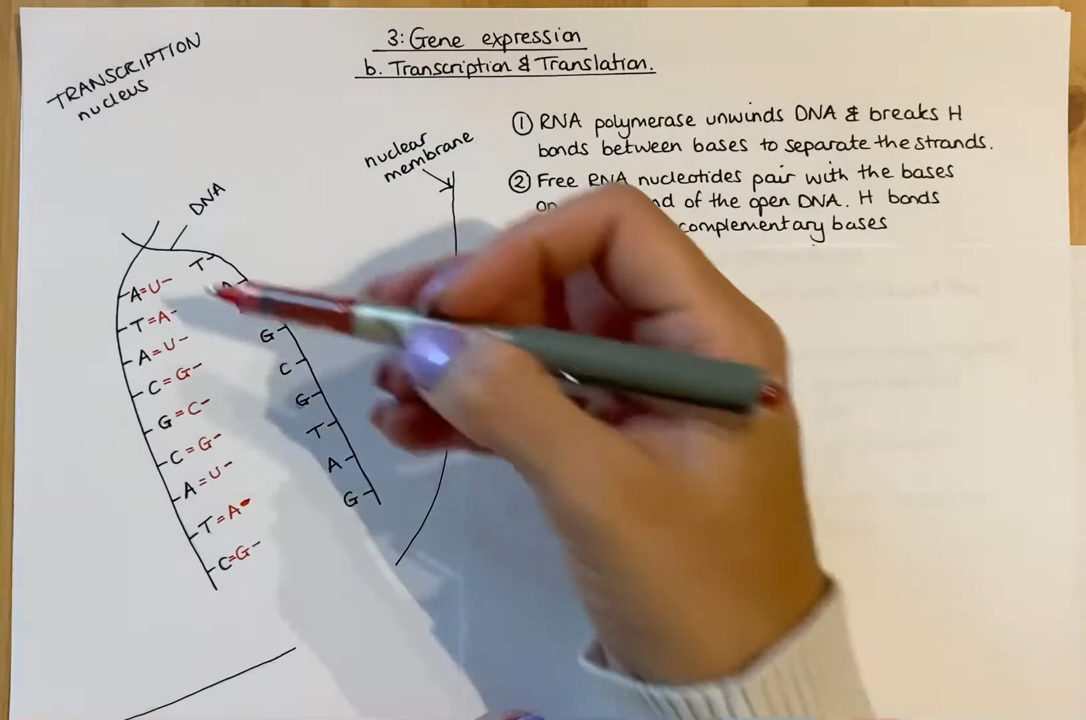 3: Gene expression
b. Transcription & Translation.
TRANSCRIPTION
nucleus
① RNA polymerase unwinds DNA & breaks H
bonds between bases to separate the strands.
nuclear
membrane
② Free RNA nucleotides pair with the bases
on of the open DNA. H bonds
complementary bases
DNA
T
A=U
T=A
A=U
G
C=G
C
G=C
G
C=G
T
A=U
A
T=A
G
C=G